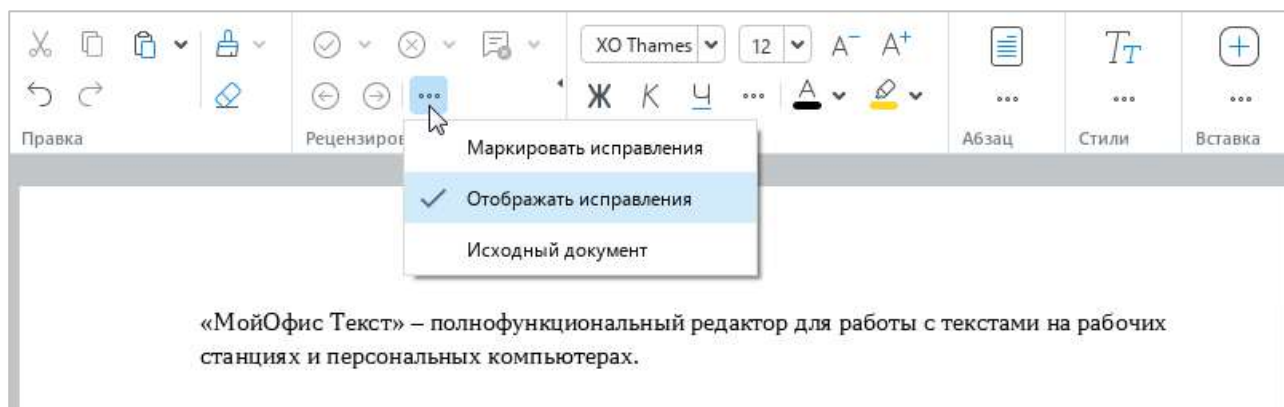 XO Thames 12 A⁻ A⁺
Ж К Ч A
Правка Рецензиров Абзац Стили Вставка
Маркировать исправления
Отображать исправления
Исходный документ
«МойОфис Текст» – полнофункциональный редактор для работы с текстами на рабочих
станциях и персональных компьютерах.